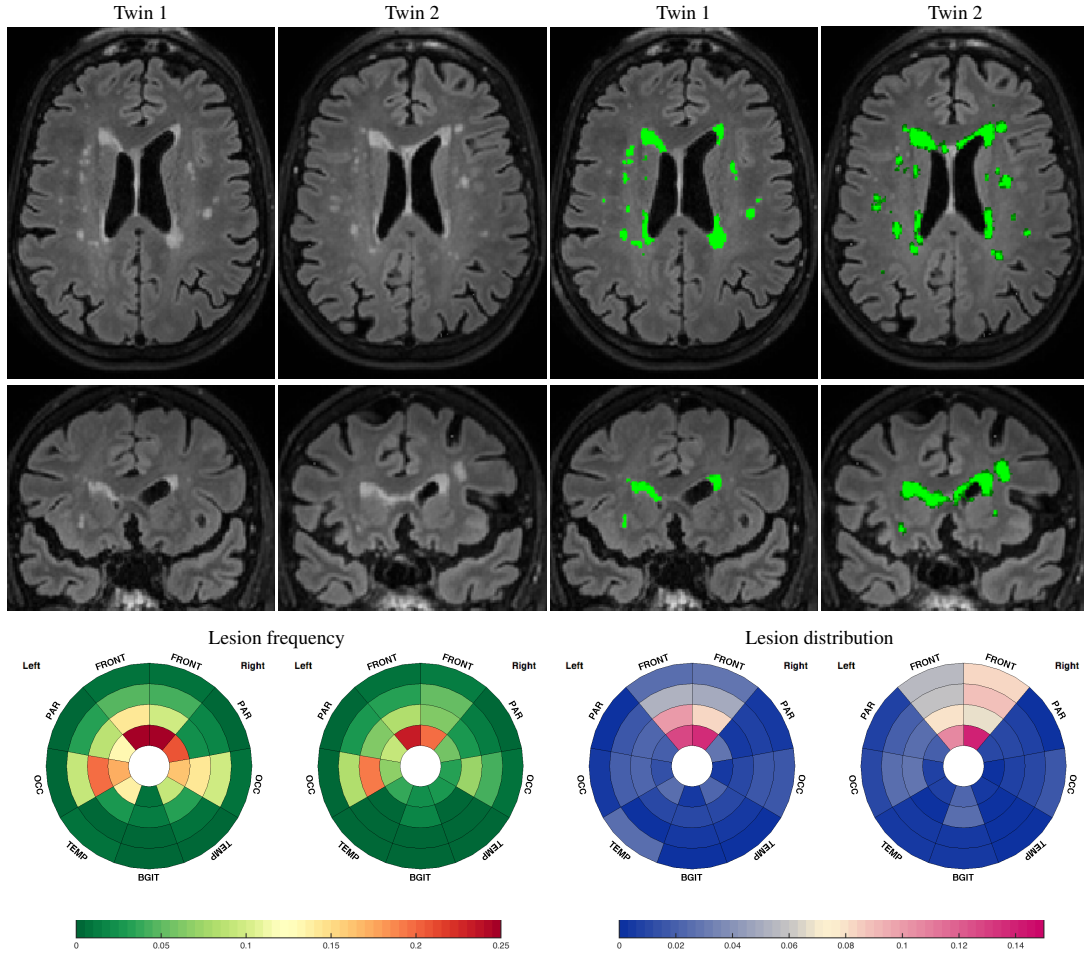 Twin 1 Twin 2 Twin 1 Twin 2
Lesion frequency Lesion distribution
Left FRONT FRONT Right Left FRONT FRONT Right Left FRONT FRONT Right Left FRONT FRONT Right
PAR PAR PAR PAR PAR PAR PAR PAR
OCC OCC OCC OCC OCC OCC OCC OCC
TEMP TEMP TEMP TEMP TEMP TEMP TEMP TEMP
BGIT BGIT BGIT BGIT
0 0.05 0.1 0.15 0.2 0.25 0 0.02 0.04 0.06 0.08 0.1 0.12 0.14